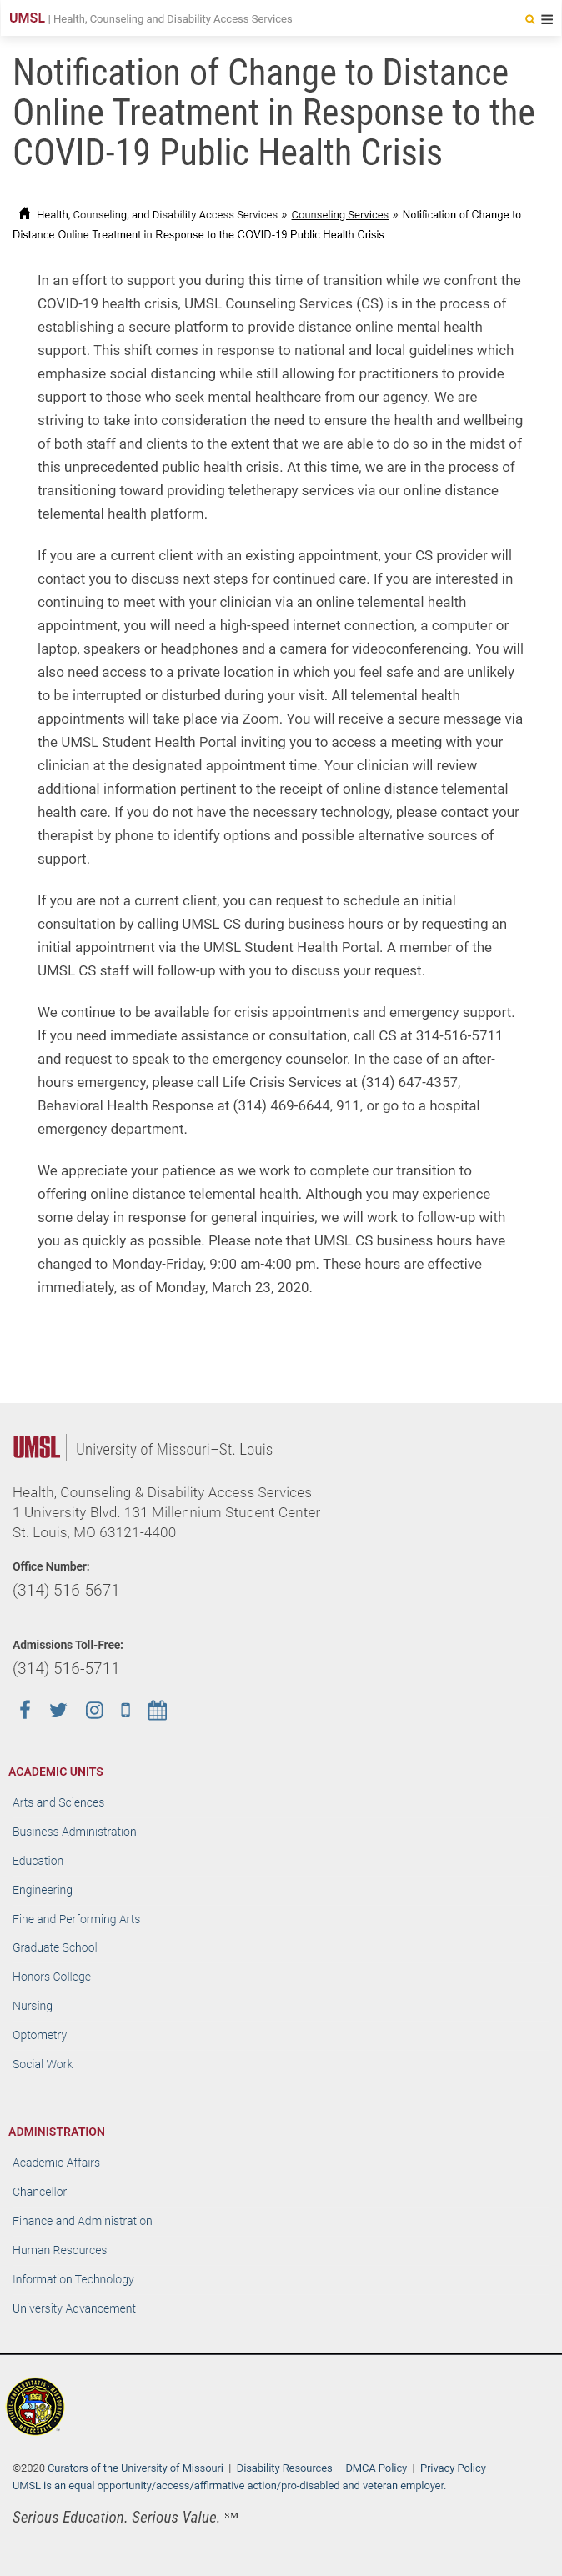 UMSL | Health, Counseling and Disability Access Services
Notification of Change to Distance
Online Treatment in Response to the
COVID-19 Public Health Crisis
Health, Counseling, and Disability Access Services » Counseling Services » Notification of Change to
Distance Online Treatment in Response to the COVID-19 Public Health Crisis
In an effort to support you during this time of transition while we confront the
COVID-19 health crisis, UMSL Counseling Services (CS) is in the process of
establishing a secure platform to provide distance online mental health
support. This shift comes in response to national and local guidelines which
emphasize social distancing while still allowing for practitioners to provide
support to those who seek mental healthcare from our agency. We are
striving to take into consideration the need to ensure the health and wellbeing
of both staff and clients to the extent that we are able to do so in the midst of
this unprecedented public health crisis. At this time, we are in the process of
transitioning toward providing teletherapy services via our online distance
telemental health platform.
If you are a current client with an existing appointment, your CS provider will
contact you to discuss next steps for continued care. If you are interested in
continuing to meet with your clinician via an online telemental health
appointment, you will need a high-speed internet connection, a computer or
laptop, speakers or headphones and a camera for videoconferencing. You will
also need access to a private location in which you feel safe and are unlikely
to be interrupted or disturbed during your visit. All telemental health
appointments will take place via Zoom. You will receive a secure message via
the UMSL Student Health Portal inviting you to access a meeting with your
clinician at the designated appointment time. Your clinician will review
additional information pertinent to the receipt of online distance telemental
health care. If you do not have the necessary technology, please contact your
therapist by phone to identify options and possible alternative sources of
support.
If you are not a current client, you can request to schedule an initial
consultation by calling UMSL CS during business hours or by requesting an
initial appointment via the UMSL Student Health Portal. A member of the
UMSL CS staff will follow-up with you to discuss your request.
We continue to be available for crisis appointments and emergency support.
If you need immediate assistance or consultation, call CS at 314-516-5711
and request to speak to the emergency counselor. In the case of an after-
hours emergency, please call Life Crisis Services at (314) 647-4357,
Behavioral Health Response at (314) 469-6644, 911, or go to a hospital
emergency department.
We appreciate your patience as we work to complete our transition to
offering online distance telemental health. Although you may experience
some delay in response for general inquiries, we will work to follow-up with
you as quickly as possible. Please note that UMSL CS business hours have
changed to Monday-Friday, 9:00 am-4:00 pm. These hours are effective
immediately, as of Monday, March 23, 2020.
UMSL | University of Missouri–St. Louis
Health, Counseling & Disability Access Services
1 University Blvd. 131 Millennium Student Center
St. Louis, MO 63121-4400
Office Number:
(314) 516-5671
Admissions Toll-Free:
(314) 516-5711
ACADEMIC UNITS
Arts and Sciences
Business Administration
Education
Engineering
Fine and Performing Arts
Graduate School
Honors College
Nursing
Optometry
Social Work
ADMINISTRATION
Academic Affairs
Chancellor
Finance and Administration
Human Resources
Information Technology
University Advancement
©2020 Curators of the University of Missouri | Disability Resources | DMCA Policy | Privacy Policy
UMSL is an equal opportunity/access/affirmative action/pro-disabled and veteran employer.
Serious Education. Serious Value. ℠